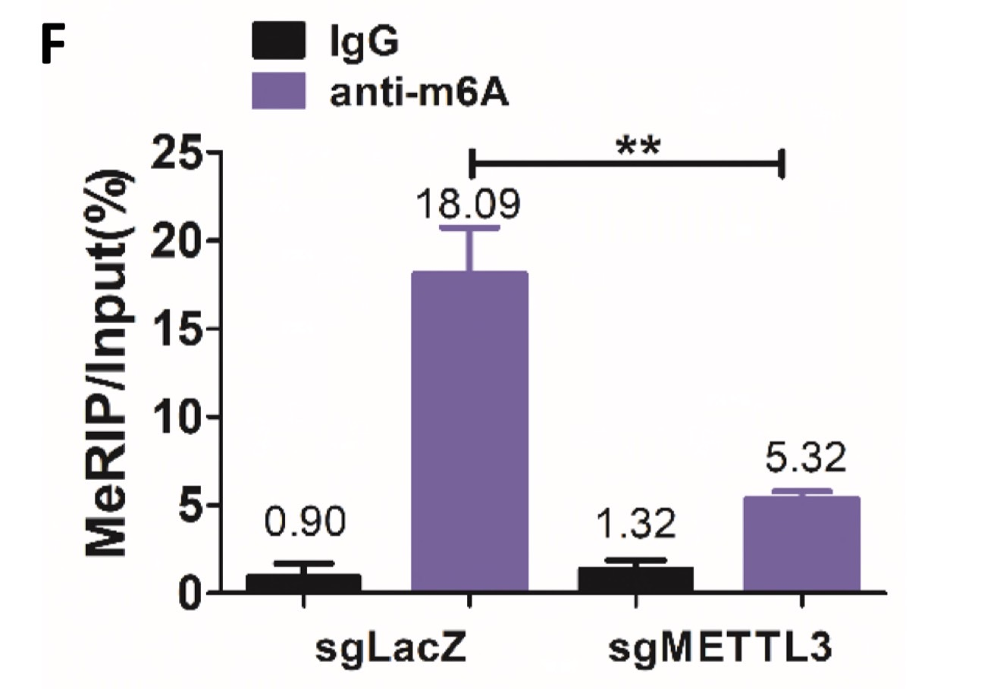 F
IgG
anti-m6A
MeRIP/Input(%)
25
20
15
10
5
0
**
18.09
5.32
0.90
1.32
sgLacZ
sgMETTL3